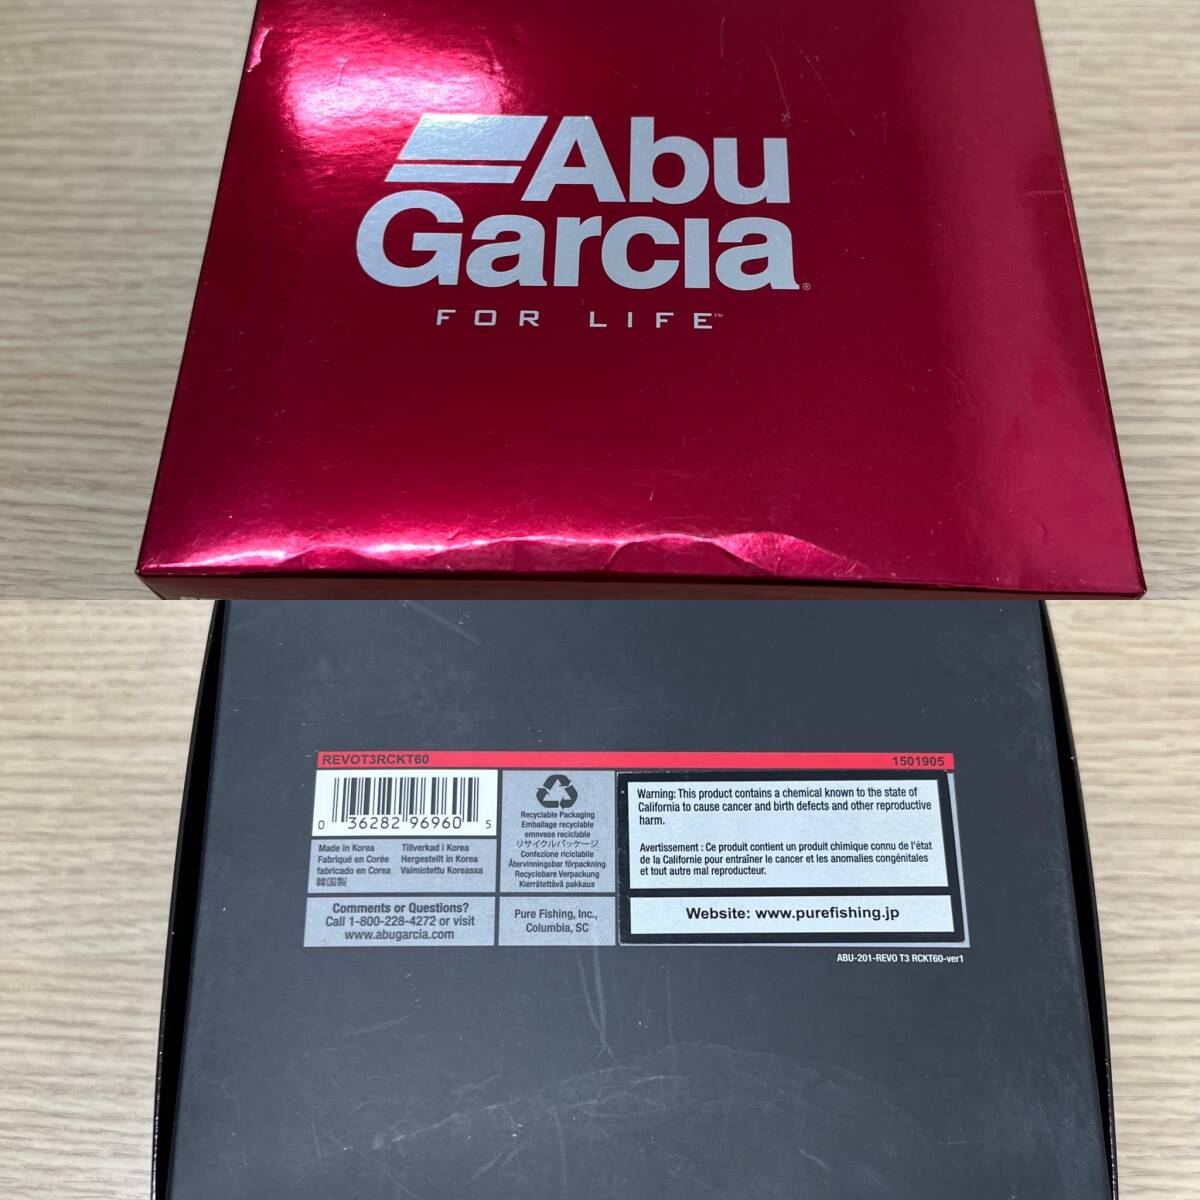 Abu
Garcia®
FOR LIFE™
REVOT3RCKT60
1501905
0 36282 96960 5
Made in Korea
Fabriqué en Corée
fabricado en Corea
韓国製
Tillverkad i Korea
Hergestellt in Korea
Valmistettu Koreassa
Comments or Questions?
Call 1-800-228-4272 or visit
www.abugarcia.com
Recyclable Packaging
Emballage recyclable
emnvase reciclable
リサイクルパッケージ
Confezione riciclabile
Återvinningsbar förpackning
Recyclebare Verpackung
Kierrätettävä pakkaus
Pure Fishing, Inc.,
Columbia, SC
Warning: This product contains a chemical known to the state of
California to cause cancer and birth defects and other reproductive
harm.
Avertissement : Ce produit contient un produit chimique connu de l'état
de la Californie pour entraîner le cancer et les anomalies congénitales
et tout autre mal reproducteur.
Website: www.purefishing.jp
ABU-201-REVO T3 RCKT60-ver1